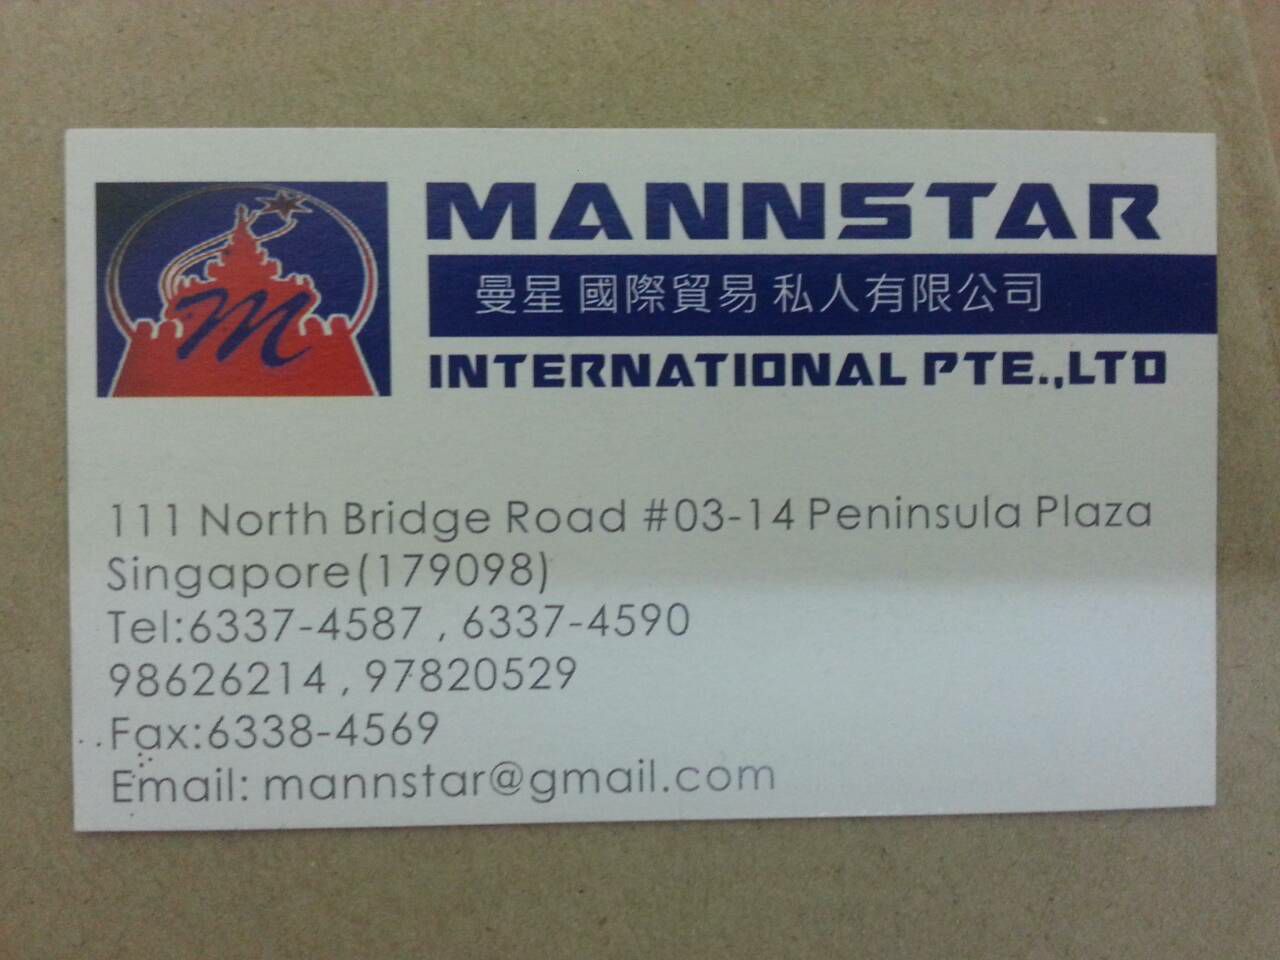 M
MANNSTAR
曼星 國際貿易 私人有限公司
INTERNATIONAL PTE.,LTD
111 North Bridge Road #03-14 Peninsula Plaza
Singapore(179098)
Tel:6337-4587 , 6337-4590
98626214 , 97820529
Fax:6338-4569
Email: mannstar@gmail.com